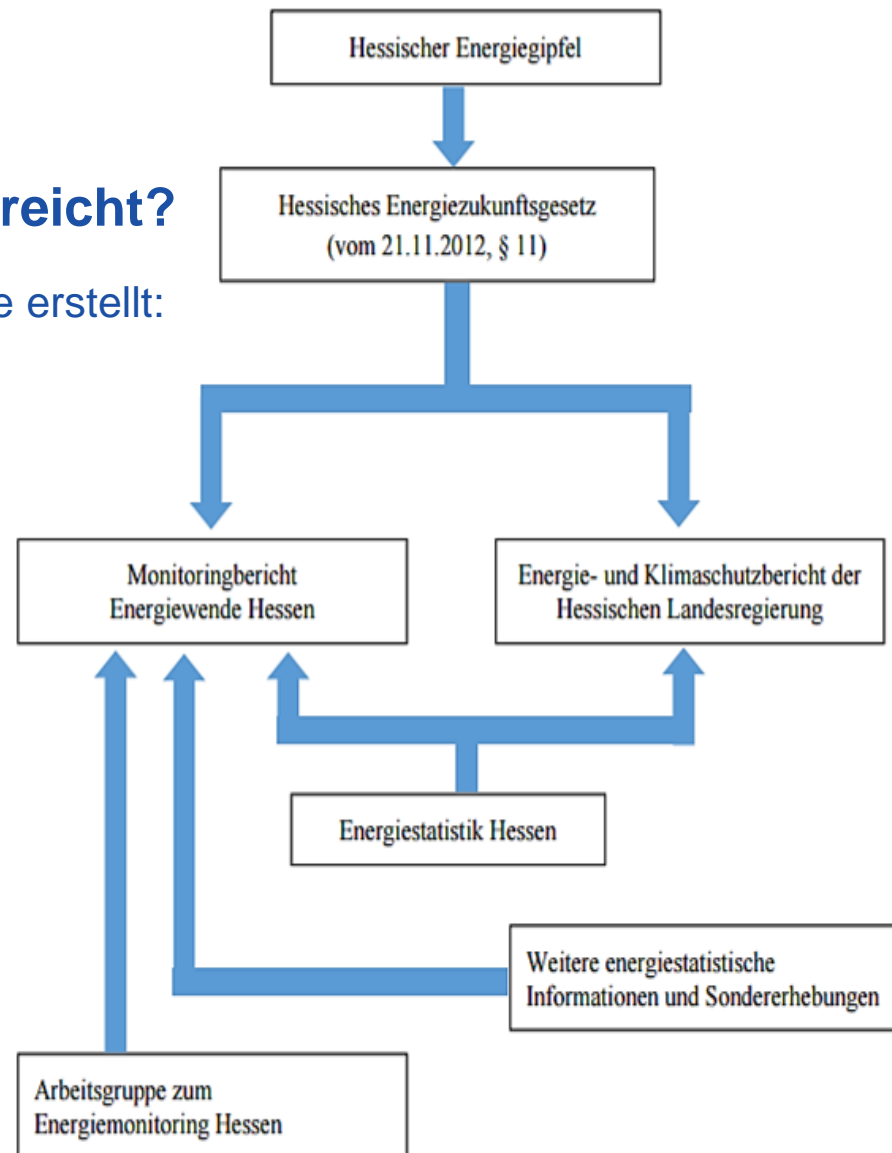 Hessischer Energiegipfel
reicht?
Hessisches Energiezukunftsgesetz
(vom 21.11.2012, § 11)
e erstellt:
Monitoringbericht
Energiewende Hessen
Energie- und Klimaschutzbericht der
Hessischen Landesregierung
Energiestatistik Hessen
Weitere energiestatistische
Informationen und Sondererhebungen
Arbeitsgruppe zum
Energiemonitoring Hessen